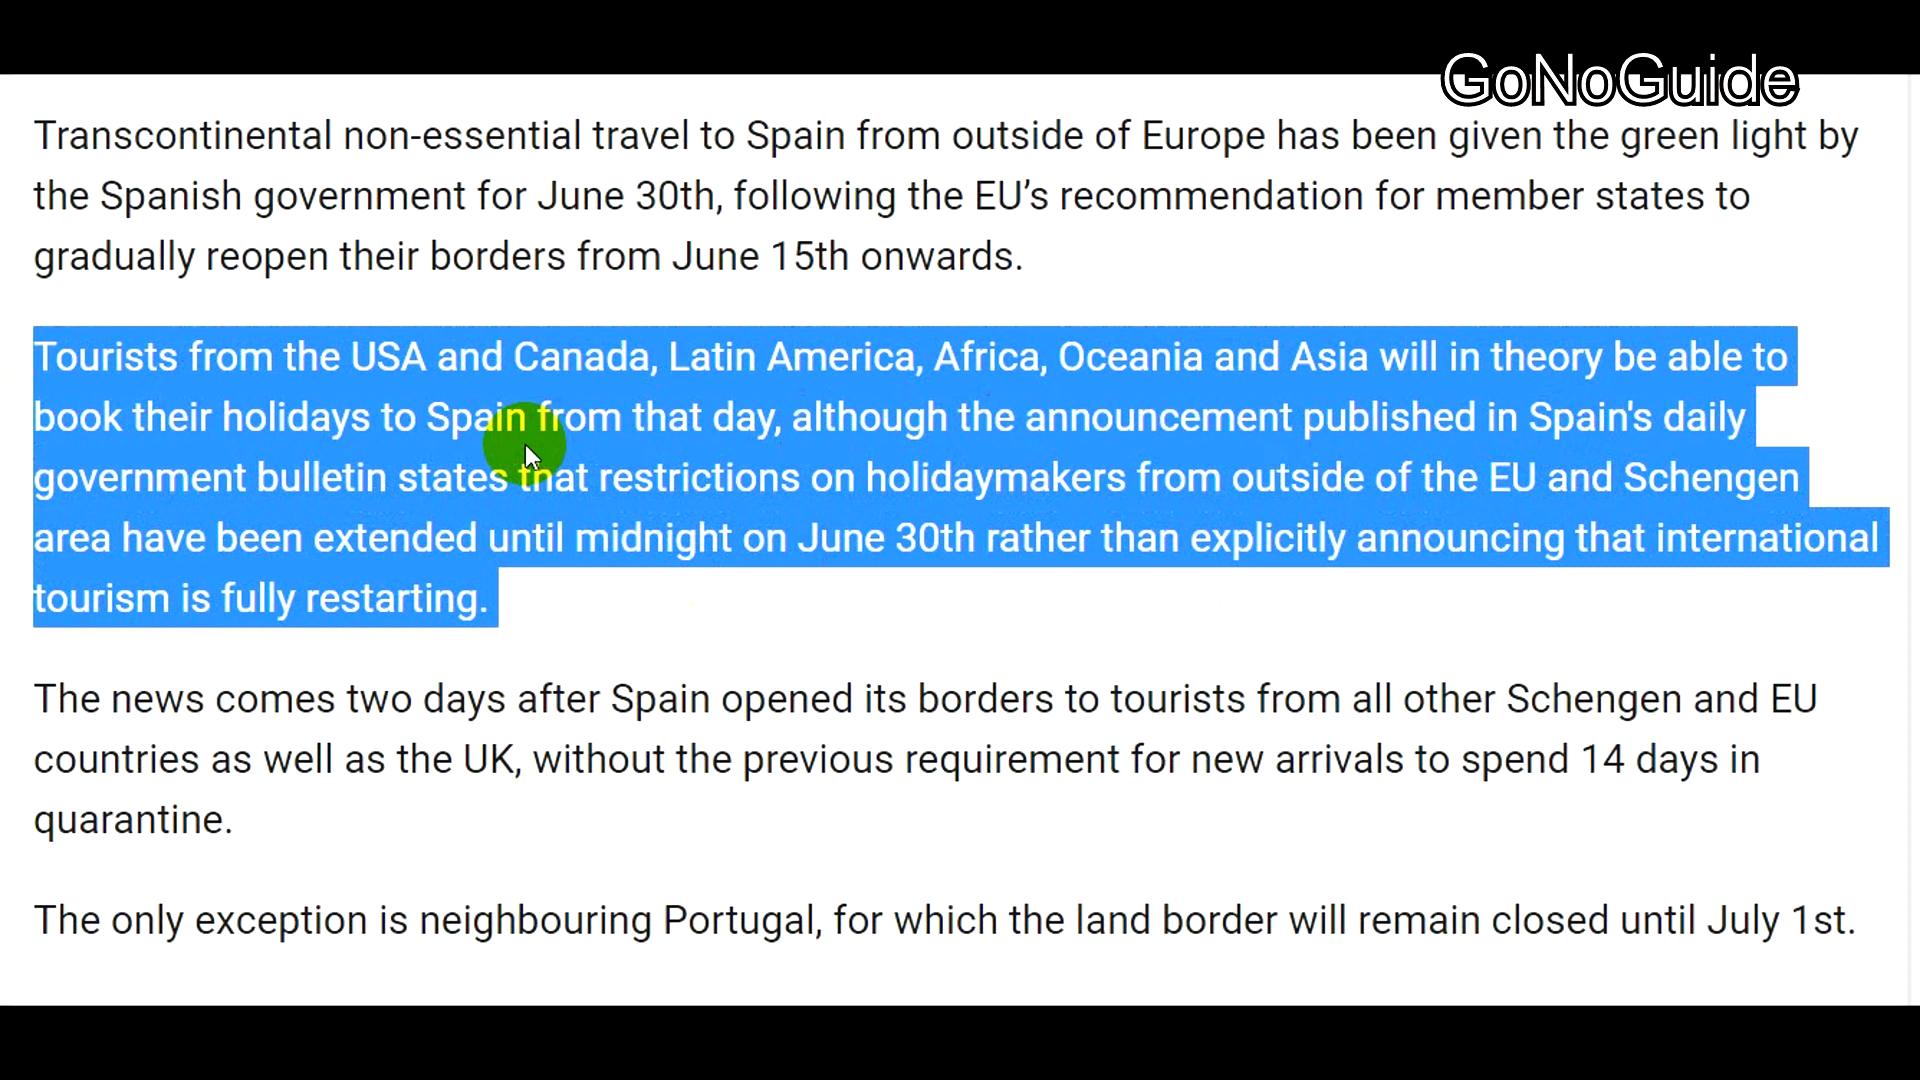 GoNoGuide
Transcontinental non-essential travel to Spain from outside of Europe has been given the green light by
the Spanish government for June 30th, following the EU’s recommendation for member states to
gradually reopen their borders from June 15th onwards.
Tourists from the USA and Canada, Latin America, Africa, Oceania and Asia will in theory be able to
book their holidays to Spain from that day, although the announcement published in Spain's daily
government bulletin states that restrictions on holidaymakers from outside of the EU and Schengen
area have been extended until midnight on June 30th rather than explicitly announcing that international
tourism is fully restarting.
The news comes two days after Spain opened its borders to tourists from all other Schengen and EU
countries as well as the UK, without the previous requirement for new arrivals to spend 14 days in
quarantine.
The only exception is neighbouring Portugal, for which the land border will remain closed until July 1st.